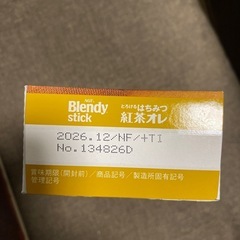 AGF
Blendy
stick
とろけるはちみつ
紅茶オレ
2026.12/NF/+TI
No.134826D
賞味期限(開封前)/商品記号/製造所固有記号
管理記号